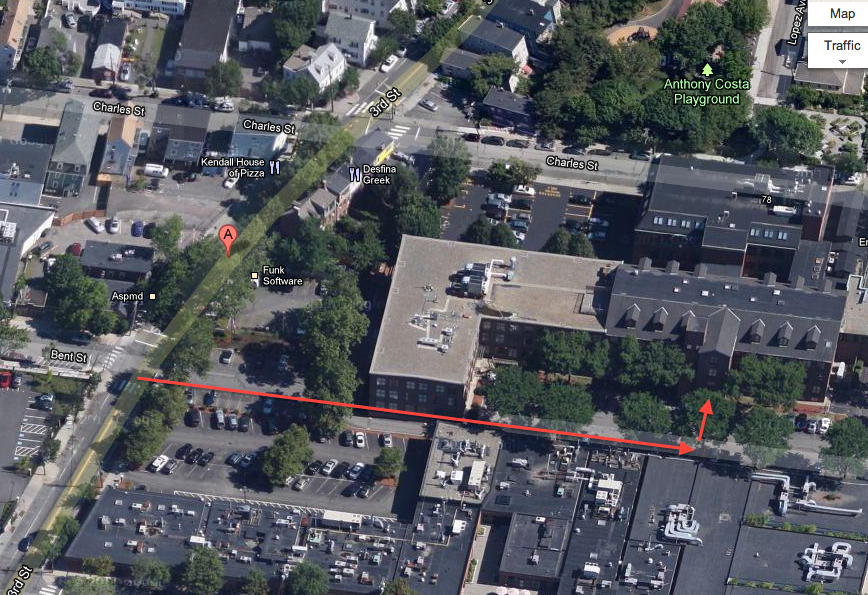 Map
Traffic
Lopez Ave
Anthony Costa
Playground
3rd St
Charles St
Charles St
Charles St
Kendall House
of Pizza
Desfina
Greek
78
A
Funk
Software
Aspmd
Bent St
3rd St